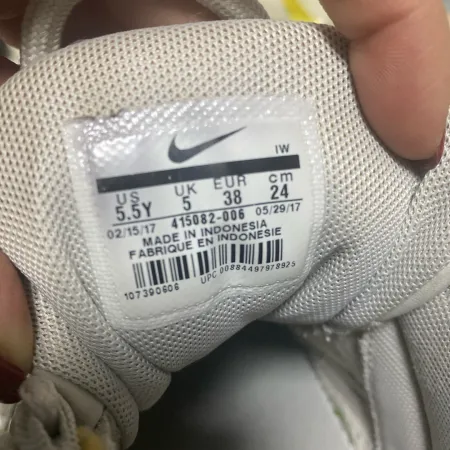 IW
US UK EUR cm
5.5Y 5 38 24
02/15/17 415082-006 05/29/17
MADE IN INDONESIA
FABRIQUE EN INDONESIE
107390606 UPC 00884497978925